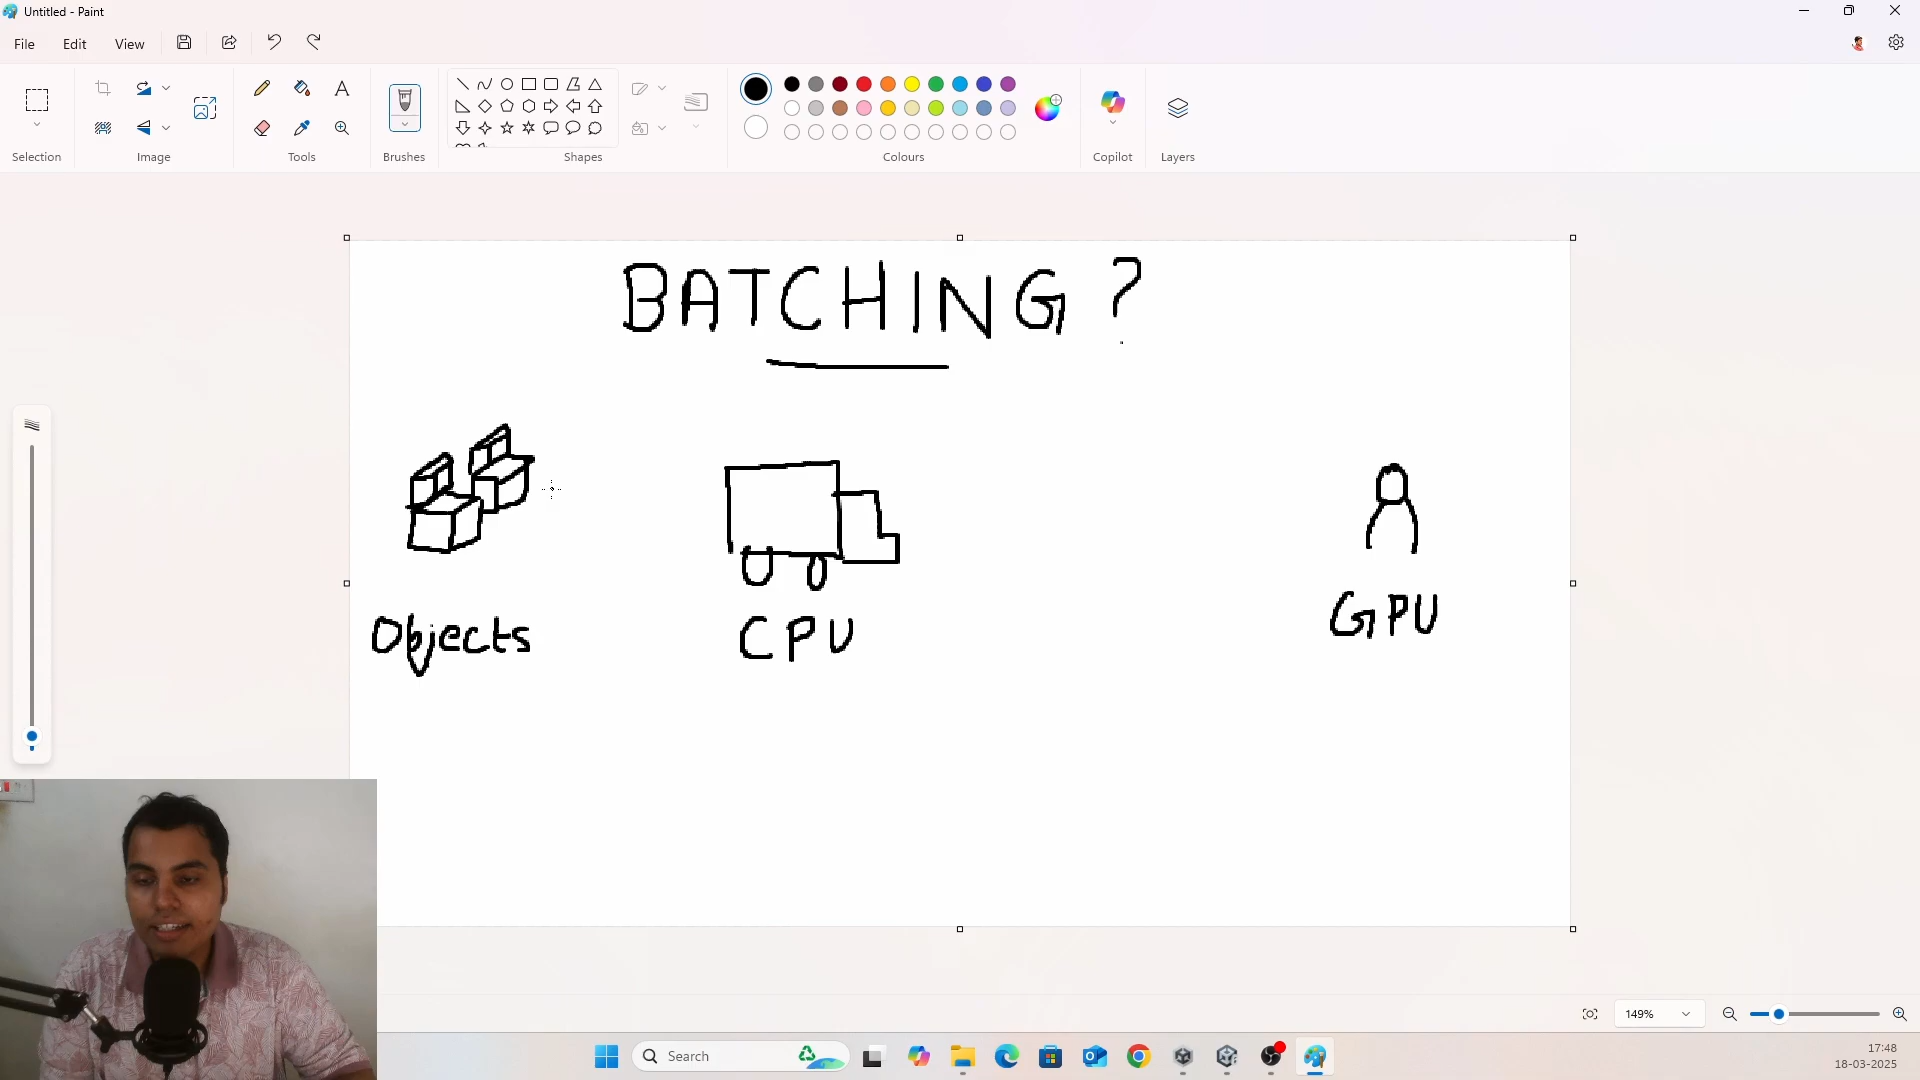 Untitled - Paint
File Edit View
Selection
Image
Tools
Brushes
Shapes
Colours
Copilot
Layers
BATCHING ?
Objects
CPU
GPU
149%
Search
17:48
18-03-2025